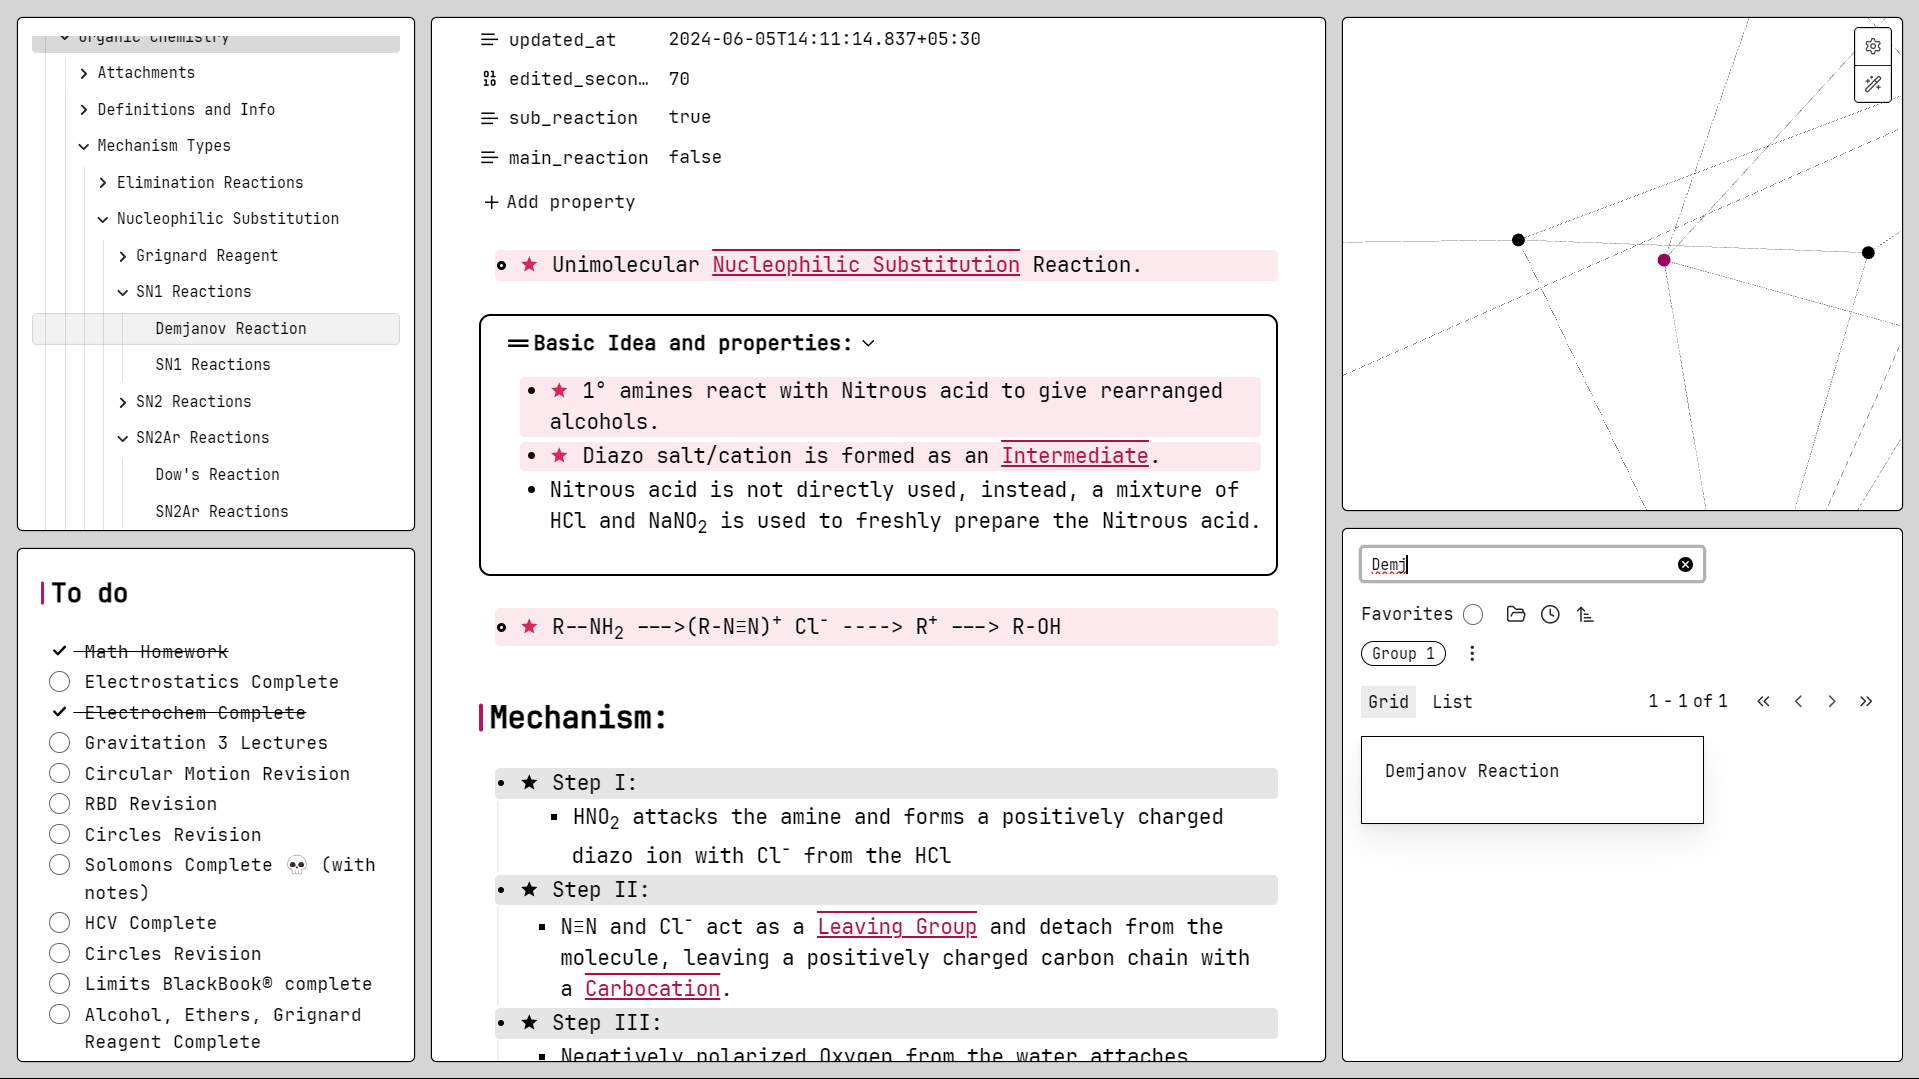 Organic Chemistry
Attachments
Definitions and Info
Mechanism Types
Elimination Reactions
Nucleophilic Substitution
Grignard Reagent
SN1 Reactions
Demjanov Reaction
SN1 Reactions
SN2 Reactions
SN2Ar Reactions
Dow's Reaction
SN2Ar Reactions
To do
Math Homework
Electrostatics Complete
Electrochem Complete
Gravitation 3 Lectures
Circular Motion Revision
RBD Revision
Circles Revision
Solomons Complete 💀 (with
notes)
HCV Complete
Circles Revision
Limits BlackBook® complete
Alcohol, Ethers, Grignard
Reagent Complete
updated_at 2024-06-05T14:11:14.837+05:30
edited_secon… 70
sub_reaction true
main_reaction false
+ Add property
★ Unimolecular Nucleophilic Substitution Reaction.
Basic Idea and properties:
• ★ 1° amines react with Nitrous acid to give rearranged
alcohols.
• ★ Diazo salt/cation is formed as an Intermediate.
• Nitrous acid is not directly used, instead, a mixture of
HCl and NaNO₂ is used to freshly prepare the Nitrous acid.
★ R--NH₂ --->(R-N≡N)⁺ Cl⁻ ----> R⁺ ---> R-OH
Mechanism:
• ★ Step I:
▪ HNO₂ attacks the amine and forms a positively charged
diazo ion with Cl⁻ from the HCl
• ★ Step II:
▪ N≡N and Cl⁻ act as a Leaving Group and detach from the
molecule, leaving a positively charged carbon chain with
a Carbocation.
• ★ Step III:
▪ Negatively polarized Oxygen from the water attaches
Demj
Favorites
Group 1
Grid List 1 - 1 of 1
Demjanov Reaction